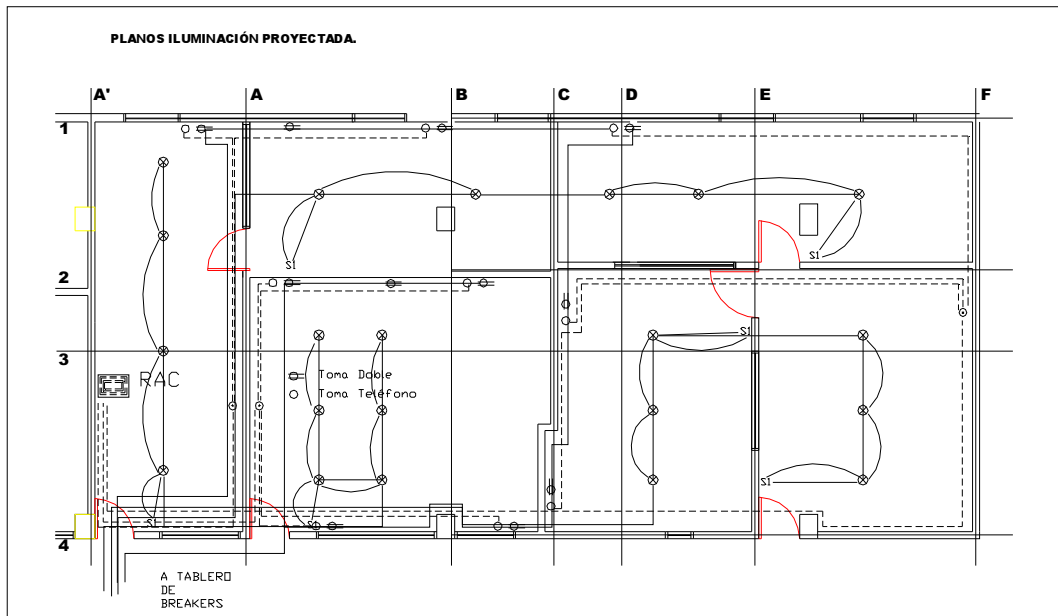 PLANOS ILUMINACIÓN PROYECTADA.
A' A B C D E F
1
S1
S1
2
S1
3
RAC
Toma Doble
Toma Teléfono
S1
S1
S1
4
A TABLERO
DE
BREAKERS